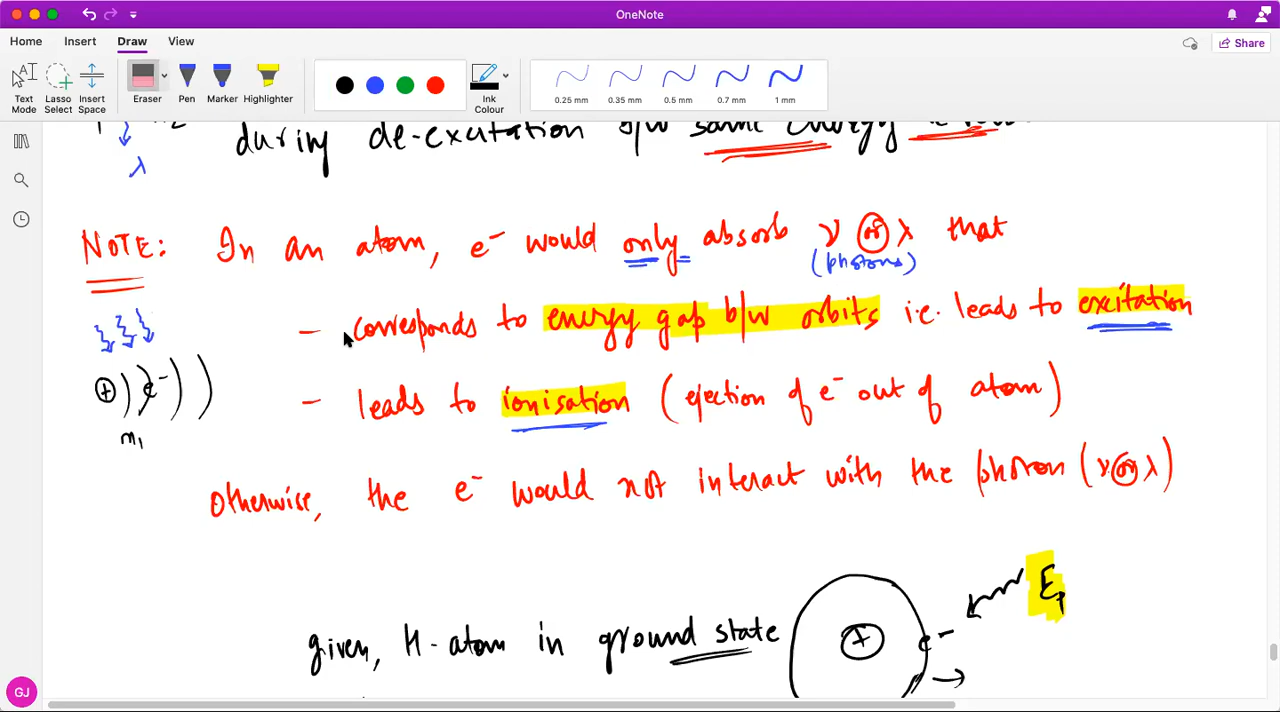 OneNote
Home Insert Draw View
Share
Text Mode
Lasso Select
Insert Space
Eraser
Pen
Marker
Highlighter
Ink Colour
0.25 mm 0.35 mm 0.5 mm 0.7 mm 1 mm
during de-excitation b/w same energy
λ
NOTE: In an atom, e⁻ would only absorb ν or λ that
(photons)
– corresponds to energy gap b/w orbits i.e. leads to excitation
+ ) ) e⁻ ) )
n₁
– leads to ionisation (ejection of e⁻ out of atom)
otherwise, the e⁻ would not interact with the photon (ν or λ)
E₁
given, H-atom in ground state
+ e⁻
GJ